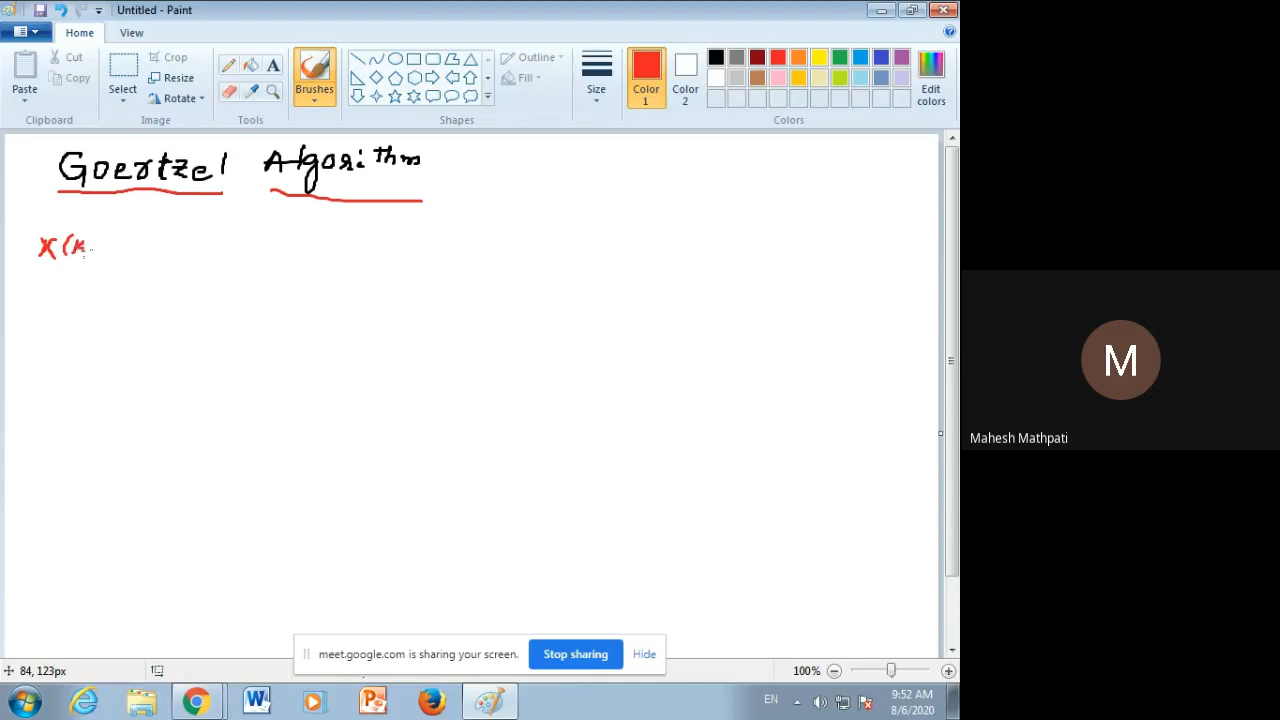 Untitled - Paint
Home View
Paste
Cut
Copy
Clipboard
Select
Crop
Resize
Rotate
Image
Tools
Brushes
Shapes
Outline
Fill
Size
Color 1
Color 2
Edit colors
Colors
Goertzel Algorithm
X(K
M
Mahesh Mathpati
meet.google.com is sharing your screen. Stop sharing Hide
84, 123px
100%
EN
9:52 AM
8/6/2020